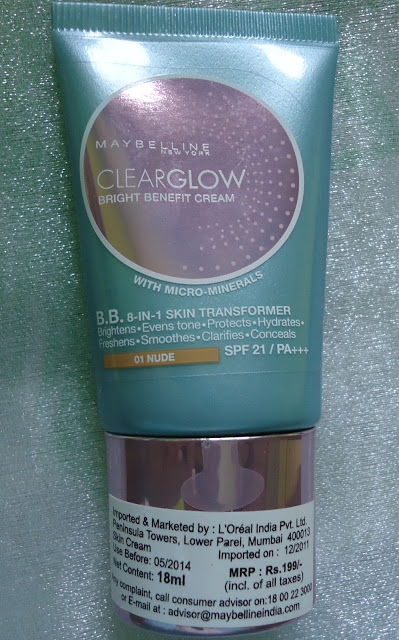 MAYBELLINE
NEW YORK
CLEARGLOW
BRIGHT BENEFIT CREAM
WITH MICRO-MINERALS
B.B. 8-IN-1 SKIN TRANSFORMER
Brightens•Evens tone•Protects•Hydrates•
Freshens•Smoothes•Clarifies•Conceals
01 NUDE SPF 21 / PA+++
Imported & Marketed by : L'Oréal India Pvt. Ltd.
Peninsula Towers, Lower Parel, Mumbai 400013
Skin Cream Imported on : 12/2011
Use Before: 05/2014
Net Content: 18ml MRP : Rs.199/-
(incl. of all taxes)
any complaint, call consumer advisor on:18 00 22 3000
or E-mail at : advisor@maybellineindia.com